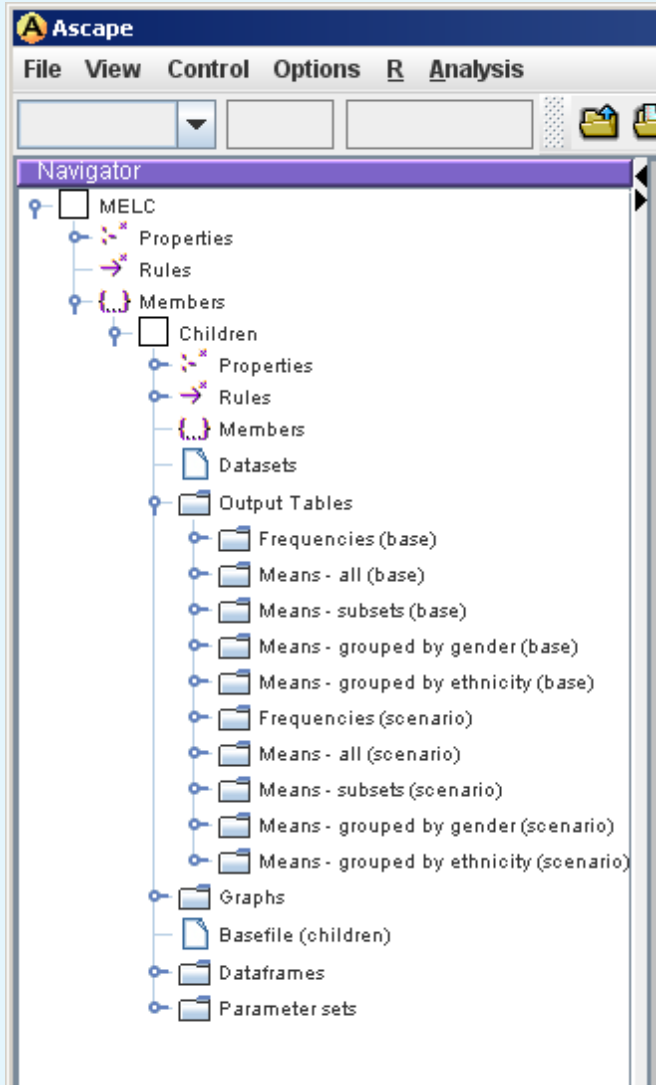 Ascape
File View Control Options R Analysis
Navigator
MELC
Properties
Rules
Members
Children
Properties
Rules
Members
Datasets
Output Tables
Frequencies (base)
Means - all (base)
Means - subsets (base)
Means - grouped by gender (base)
Means - grouped by ethnicity (base)
Frequencies (scenario)
Means - all (scenario)
Means - subsets (scenario)
Means - grouped by gender (scenario)
Means - grouped by ethnicity (scenario)
Graphs
Basefile (children)
Dataframes
Parameter sets